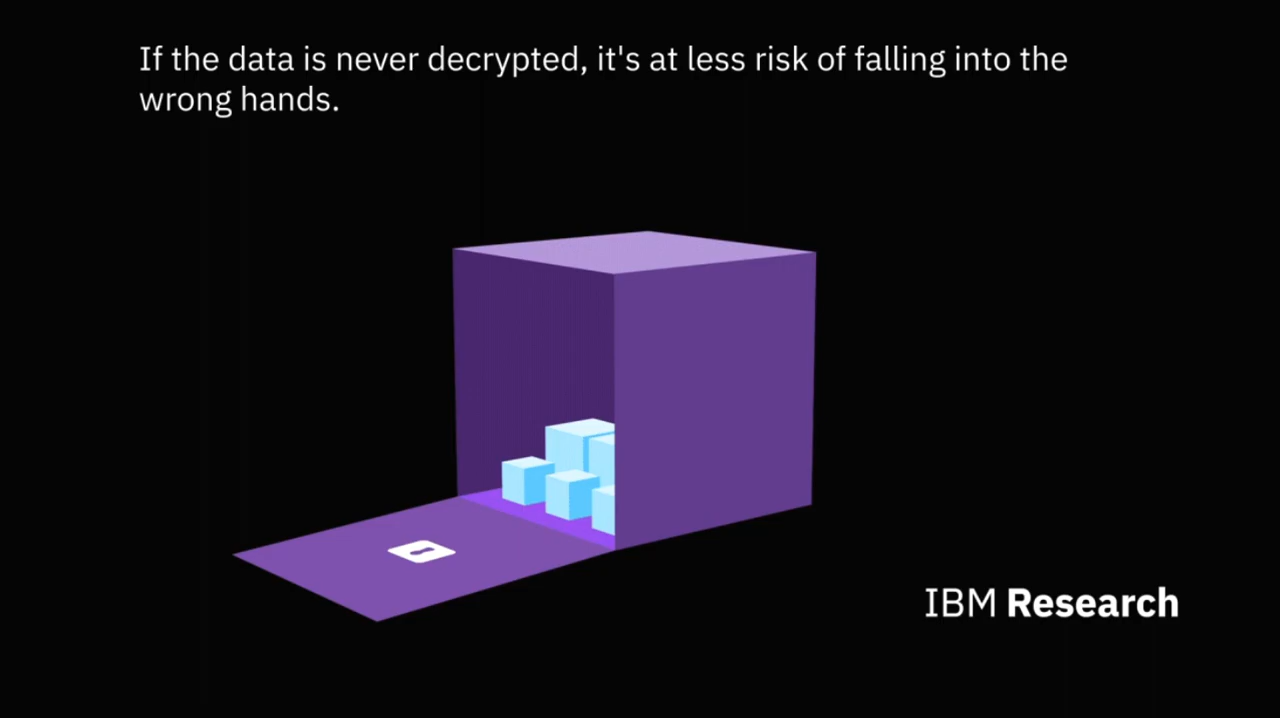 If the data is never decrypted, it's at less risk of falling into the
wrong hands.
IBM Research